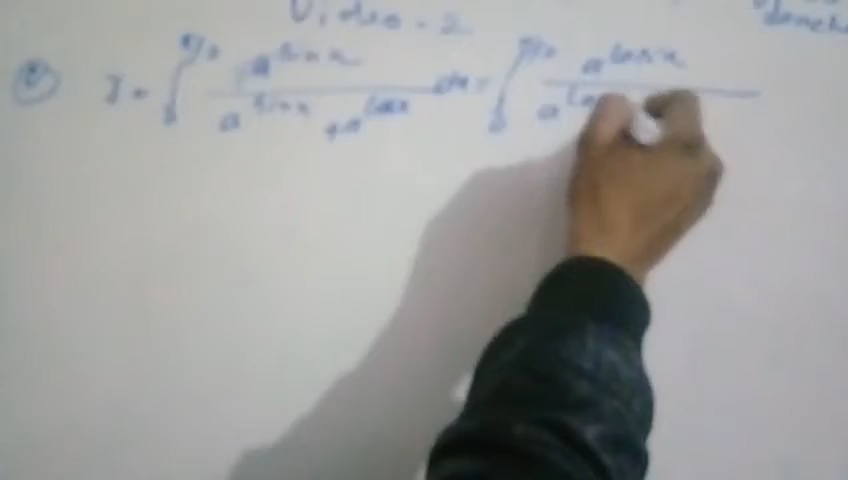 Video - 2
I = ∫₀^π/2 a^sinx / (a^sinx + a^cosx) dx = ∫₀^π/2 a^cosx / a^cos